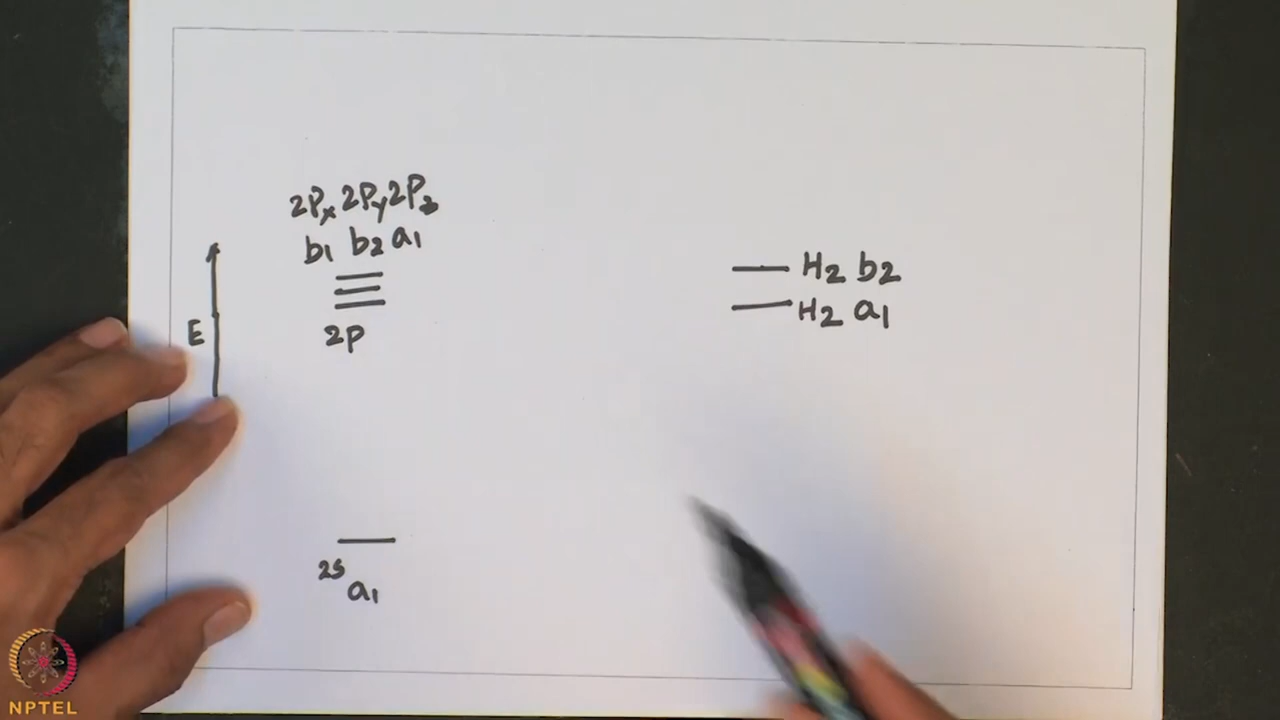 2Px 2Py 2Pz
b1 b2 a1
E
2p
H2 b2
H2 a1
2s
a1
NPTEL